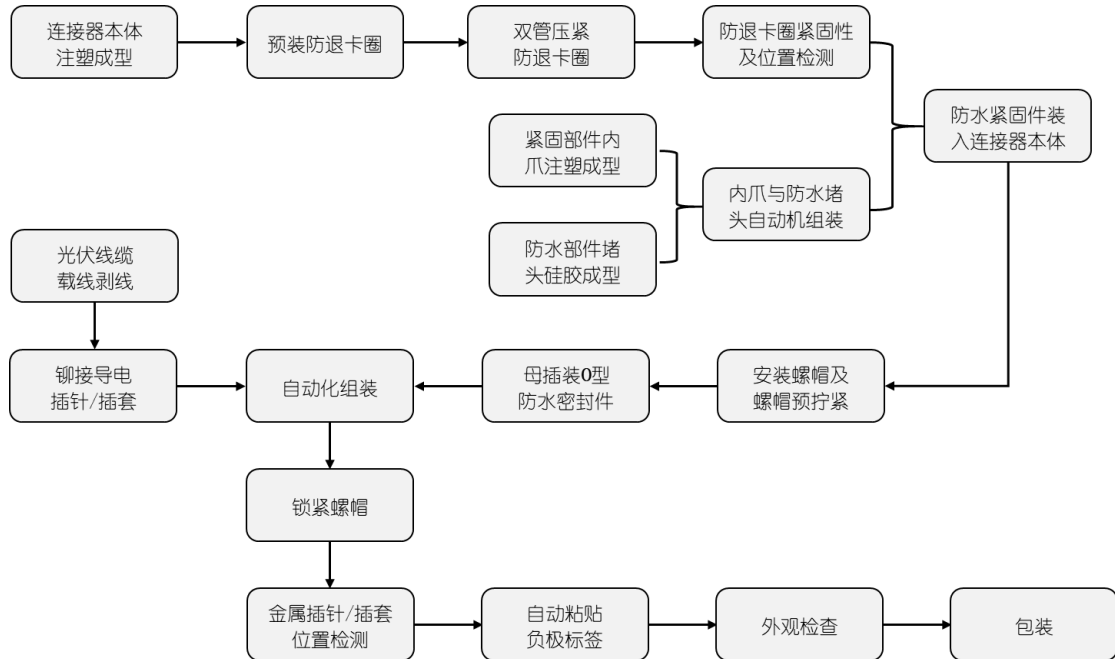 连接器本体
注塑成型
预装防退卡圈
双管压紧
防退卡圈
防退卡圈紧固性
及位置检测
防水紧固件装
入连接器本体
紧固部件内
爪注塑成型
内爪与防水堵
头自动机组装
防水部件堵
头硅胶成型
光伏线缆
载线剥线
铆接导电
插针/插套
自动化组装
母插装O型
防水密封件
安装螺帽及
螺帽预拧紧
锁紧螺帽
金属插针/插套
位置检测
自动粘贴
负极标签
外观检查
包装